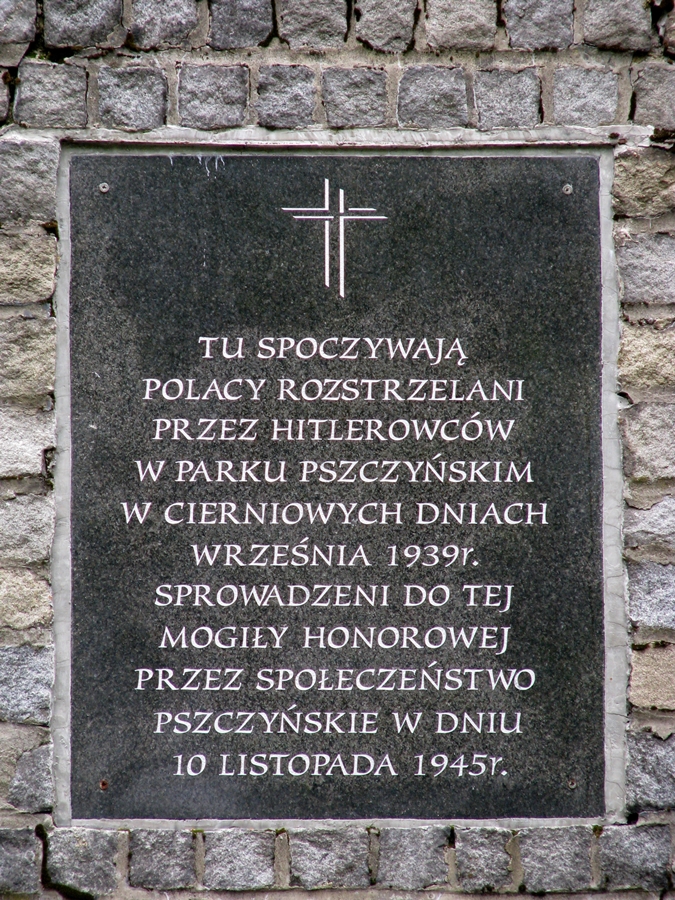 TU SPOCZYWAJĄ
POLACY ROZSTRZELANI
PRZEZ HITLEROWCÓW
W PARKU PSZCZYŃSKIM
W CIERNIOWYCH DNIACH
WRZEŚNIA 1939r.
SPROWADZENI DO TEJ
MOGIŁY HONOROWEJ
PRZEZ SPOŁECZEŃSTWO
PSZCZYŃSKIE W DNIU
10 LISTOPADA 1945r.